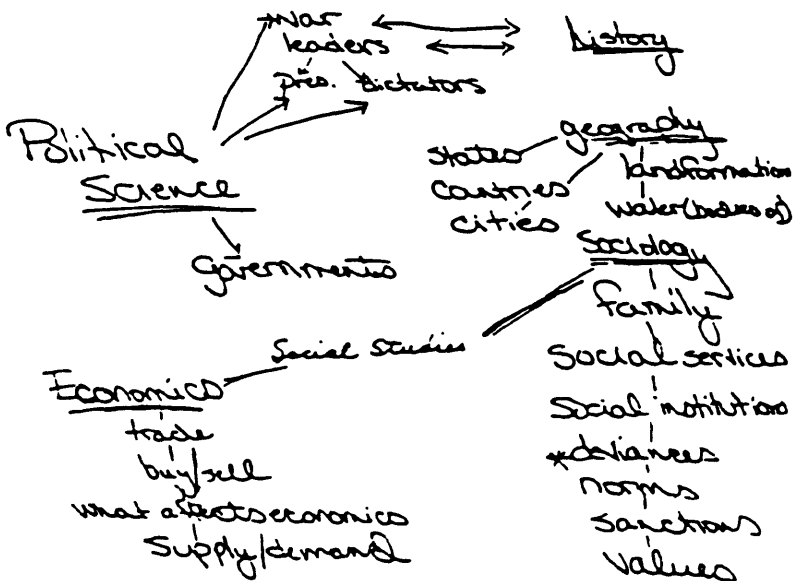 war
leaders
pres. dictators
History
Political
Science
governments
geography
states
countries
cities
landformation
water (bodies of)
Sociology
family
Social services
Social institutions
*deviances
norms
sanctions
values
Social Studies
Economics
trade
buy/sell
what affects economics
Supply/demand